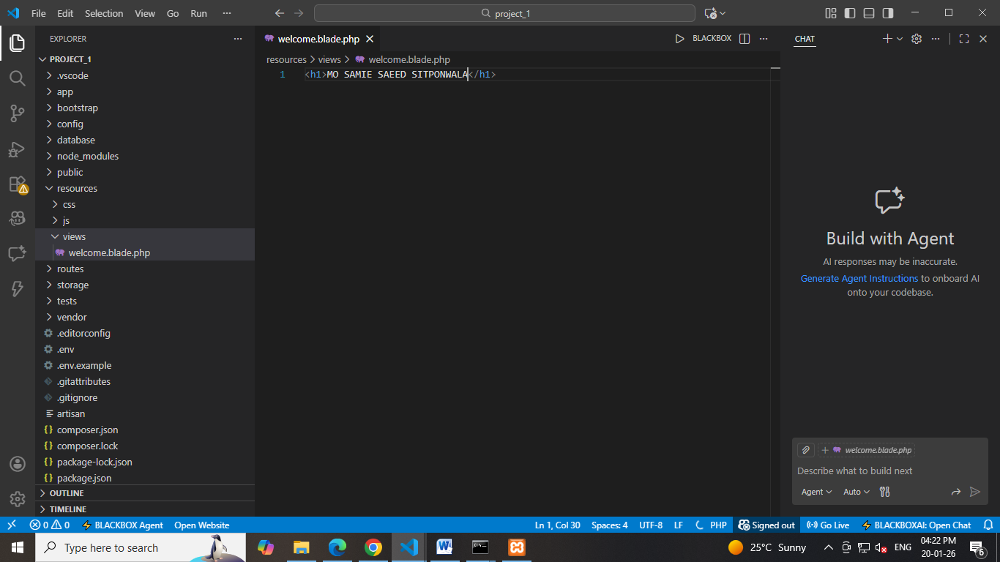 File Edit Selection View Go Run ··· project_1
EXPLORER ···
PROJECT_1
.vscode
app
bootstrap
config
database
node_modules
public
resources
css
js
views
welcome.blade.php
routes
storage
tests
vendor
.editorconfig
.env
.env.example
.gitattributes
.gitignore
artisan
composer.json
composer.lock
package-lock.json
package.json
OUTLINE
TIMELINE
welcome.blade.php BLACKBOX ···
resources > views > welcome.blade.php
1 <h1>MO SAMIE SAEED SITPONWALA</h1>
CHAT ···
Build with Agent
AI responses may be inaccurate.
Generate Agent Instructions to onboard AI
onto your codebase.
+ welcome.blade.php
Describe what to build next
Agent Auto
0 0 BLACKBOX Agent Open Website Ln 1, Col 30 Spaces: 4 UTF-8 LF PHP Signed out Go Live BLACKBOXAI: Open Chat
Type here to search 25°C Sunny ENG 04:22 PM
20-01-26 6